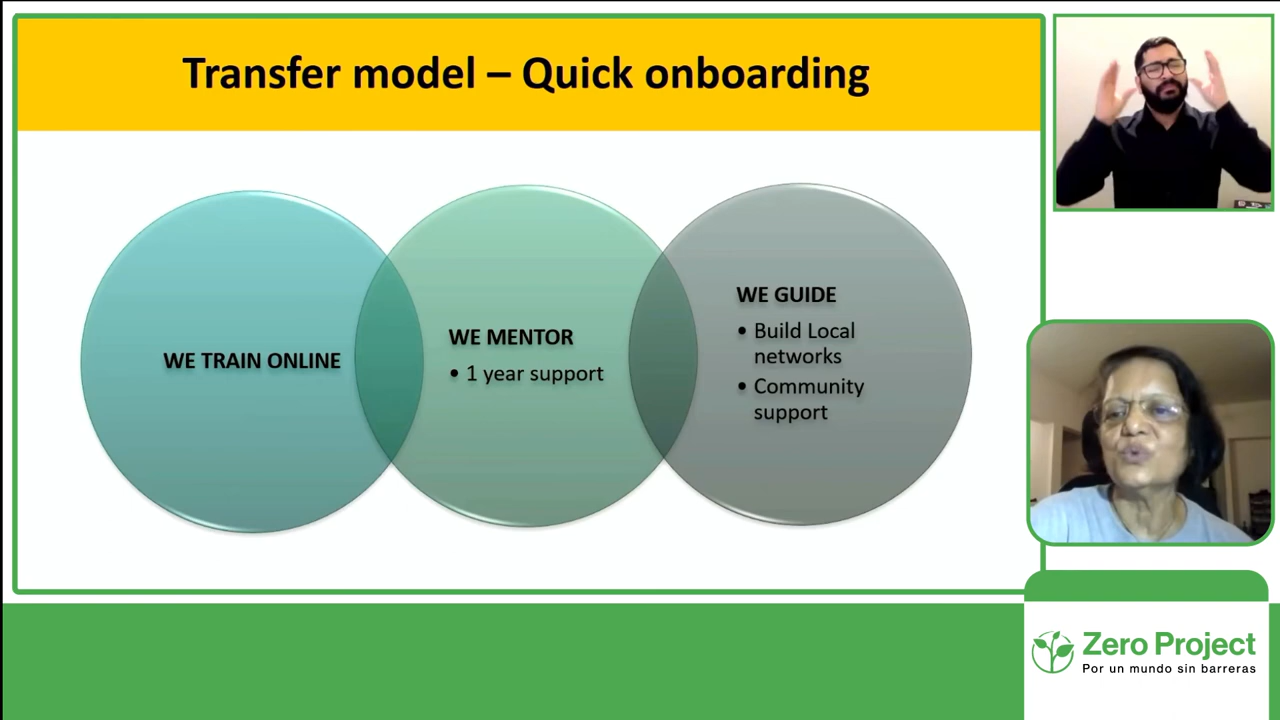 Transfer model – Quick onboarding
WE TRAIN ONLINE
WE MENTOR
• 1 year support
WE GUIDE
• Build Local
networks
• Community
support
Zero Project
Por un mundo sin barreras